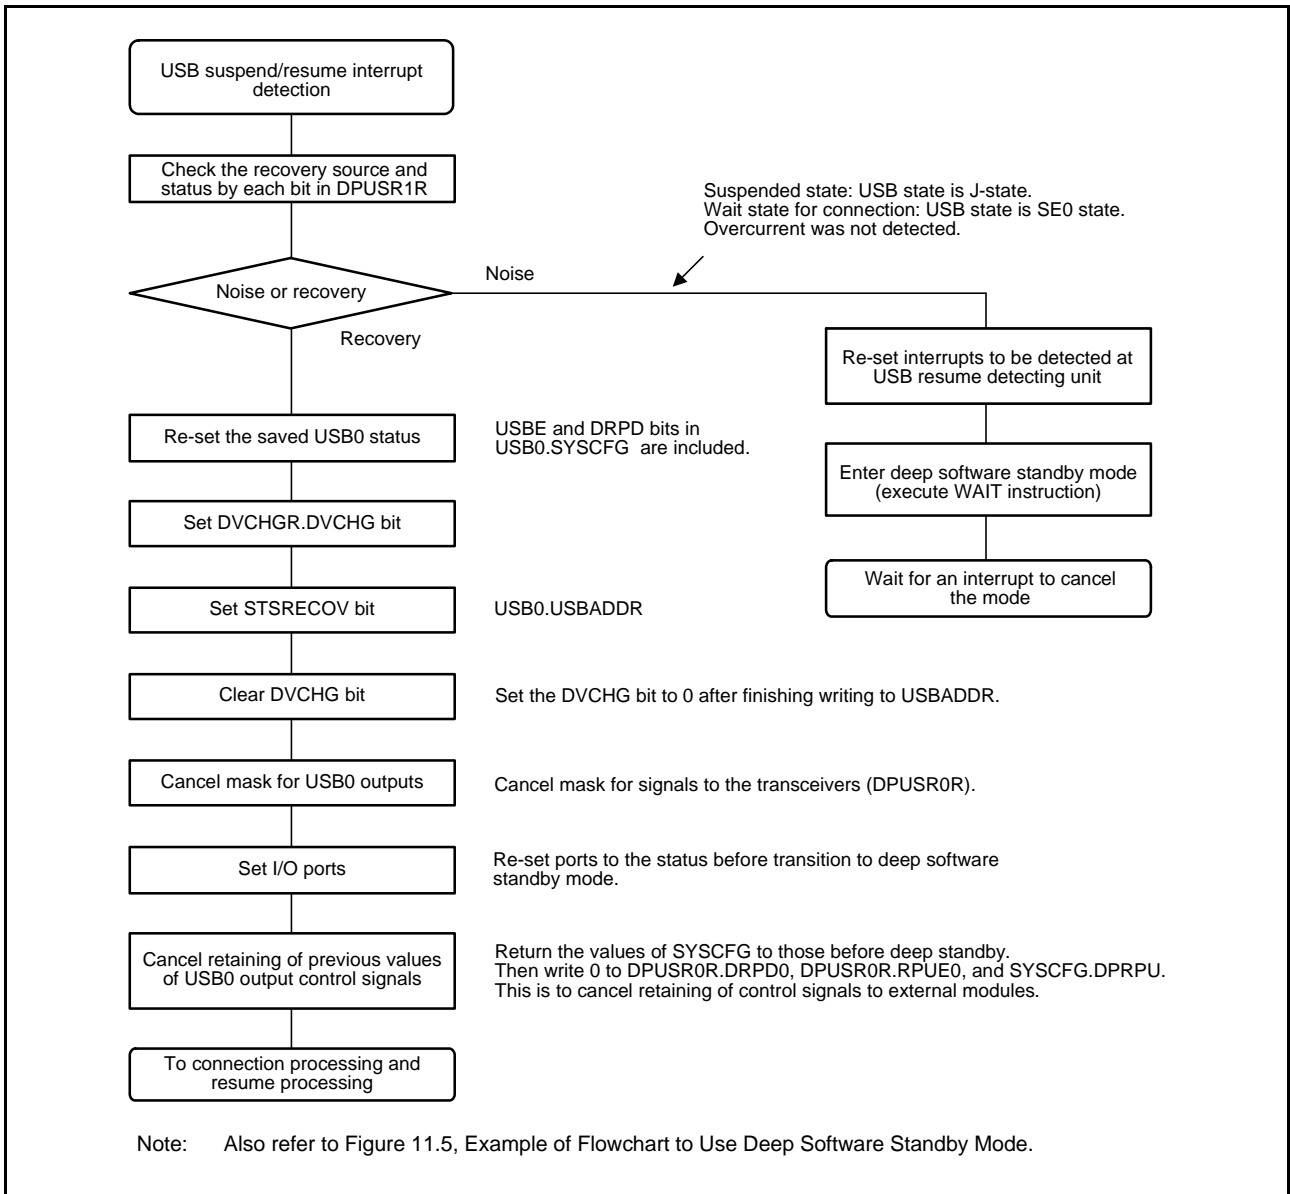 USB suspend/resume interrupt
detection
Check the recovery source and
status by each bit in DPUSR1R
Suspended state: USB state is J-state.
Wait state for connection: USB state is SE0 state.
Overcurrent was not detected.
Noise or recovery
Noise
Recovery
Re-set interrupts to be detected at
USB resume detecting unit
Enter deep software standby mode
(execute WAIT instruction)
Wait for an interrupt to cancel
the mode
Re-set the saved USB0 status
USBE and DRPD bits in
USB0.SYSCFG are included.
Set DVCHGR.DVCHG bit
Set STSRECOV bit
USB0.USBADDR
Clear DVCHG bit
Set the DVCHG bit to 0 after finishing writing to USBADDR.
Cancel mask for USB0 outputs
Cancel mask for signals to the transceivers (DPUSR0R).
Set I/O ports
Re-set ports to the status before transition to deep software
standby mode.
Cancel retaining of previous values
of USB0 output control signals
Return the values of SYSCFG to those before deep standby.
Then write 0 to DPUSR0R.DRPD0, DPUSR0R.RPUE0, and SYSCFG.DPRPU.
This is to cancel retaining of control signals to external modules.
To connection processing and
resume processing
Note: Also refer to Figure 11.5, Example of Flowchart to Use Deep Software Standby Mode.